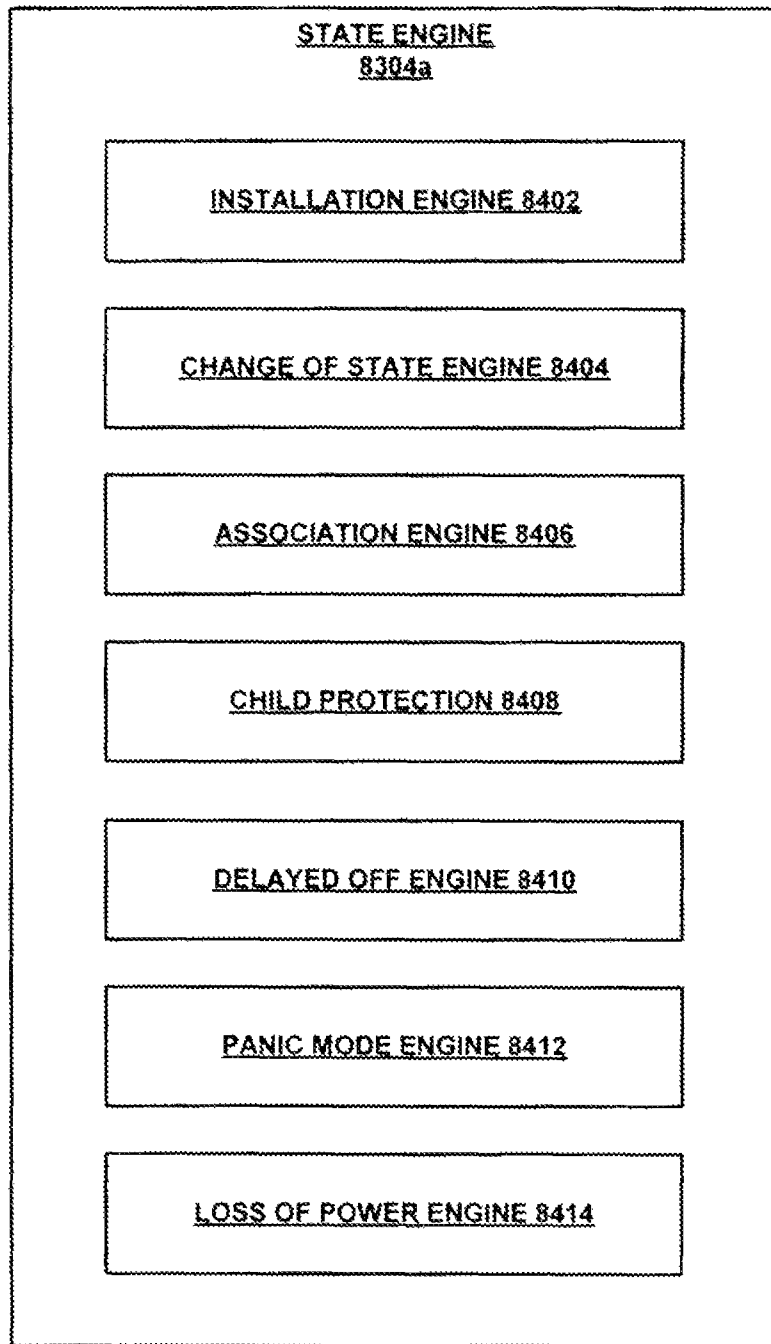 STATE ENGINE
8304a
INSTALLATION ENGINE 8402
CHANGE OF STATE ENGINE 8404
ASSOCIATION ENGINE 8406
CHILD PROTECTION 8408
DELAYED OFF ENGINE 8410
PANIC MODE ENGINE 8412
LOSS OF POWER ENGINE 8414